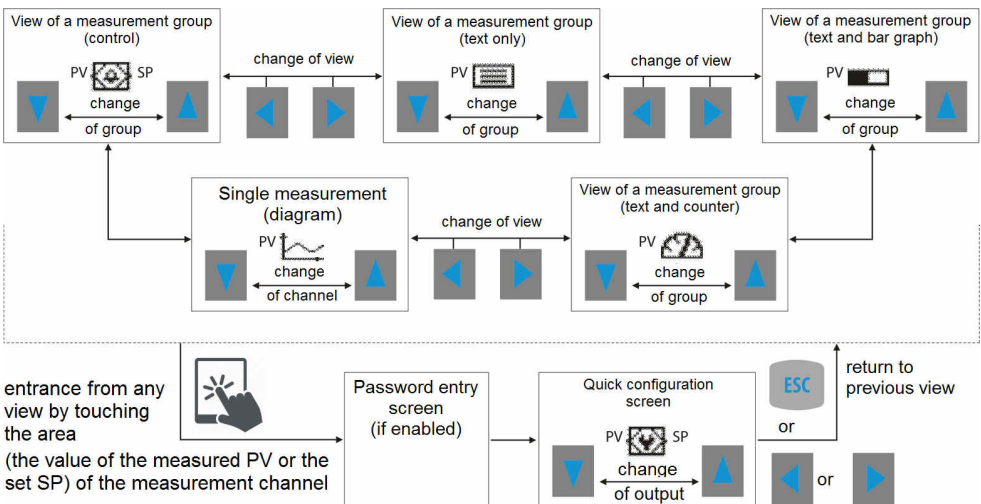 View of a measurement group
(control)
PV SP
change
of group
change of view
View of a measurement group
(text only)
PV
change
of group
change of view
View of a measurement group
(text and bar graph)
PV
change
of group
Single measurement
(diagram)
PV
change
of channel
change of view
View of a measurement group
(text and counter)
PV
change
of group
entrance from any
view by touching
the area
(the value of the measured PV or the
set SP) of the measurement channel
Password entry
screen
(if enabled)
Quick configuration
screen
PV SP
change
of output
ESC
or
or
return to
previous view